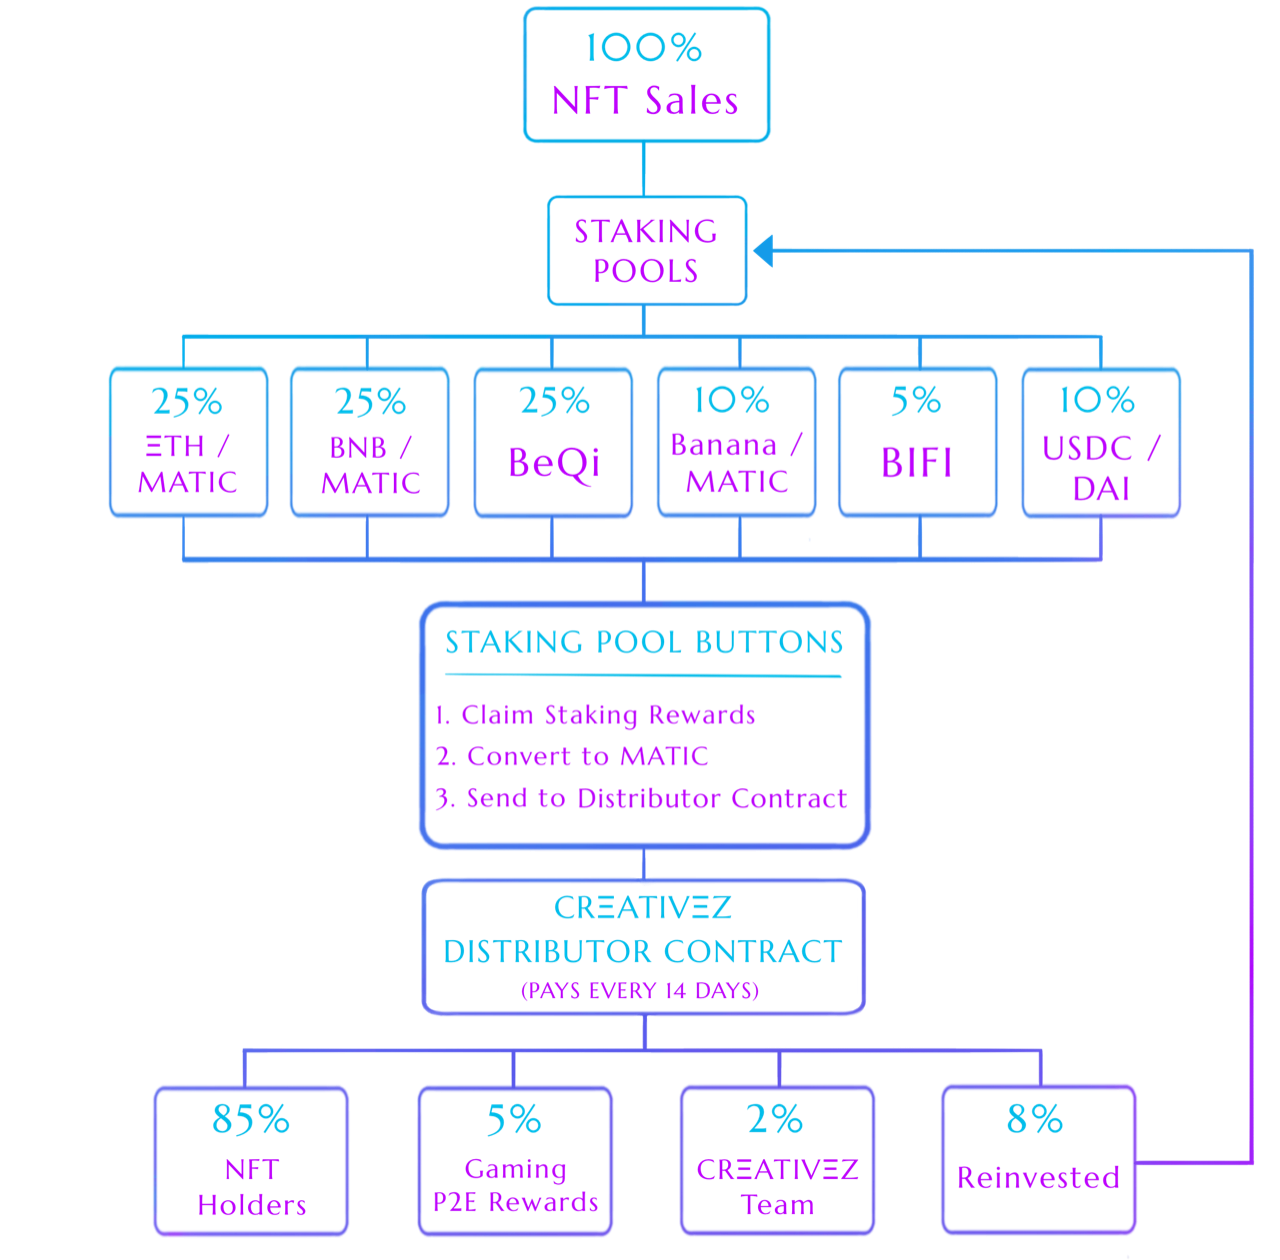 100%
NFT Sales
STAKING
POOLS
25%
ΞTH /
MATIC
25%
BNB /
MATIC
25%
BeQi
10%
Banana /
MATIC
5%
BIFI
10%
USDC /
DAI
STAKING POOL BUTTONS
1. Claim Staking Rewards
2. Convert to MATIC
3. Send to Distributor Contract
CRΞATIVΞZ
DISTRIBUTOR CONTRACT
(PAYS EVERY 14 DAYS)
85%
NFT
Holders
5%
Gaming
P2E Rewards
2%
CRΞATIVΞZ
Team
8%
Reinvested